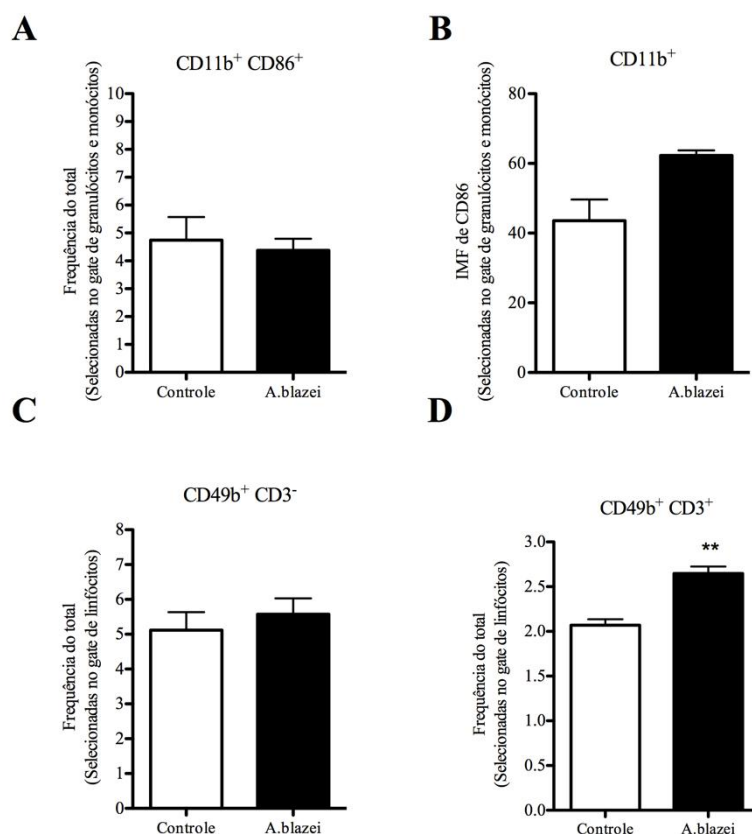 A
CD11b⁺ CD86⁺
Frequência do total
(Selecionadas no gate de granulócitos e monócitos)
10
9
8
7
6
5
4
3
2
1
0
Controle
A.blazei
B
CD11b⁺
IMF de CD86
(Selecionadas no gate de granulócitos e monócitos)
80
60
40
20
0
Controle
A.blazei
C
CD49b⁺ CD3⁻
Frequência do total
(Selecionadas no gate de linfócitos)
8
7
6
5
4
3
2
1
0
Controle
A.blazei
D
CD49b⁺ CD3⁺
Frequência do total
(Selecionadas no gate de linfócitos)
3.0
2.5
2.0
1.5
1.0
0.5
0.0
**
Controle
A.blazei